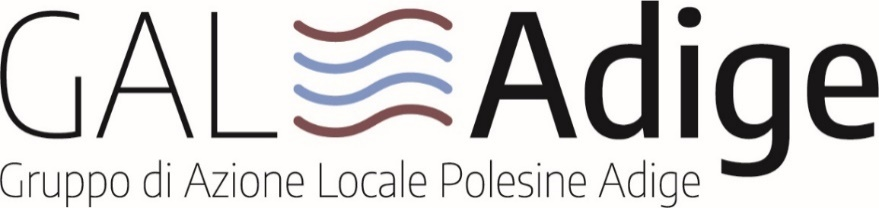 GAL Adige
Gruppo di Azione Locale Polesine Adige